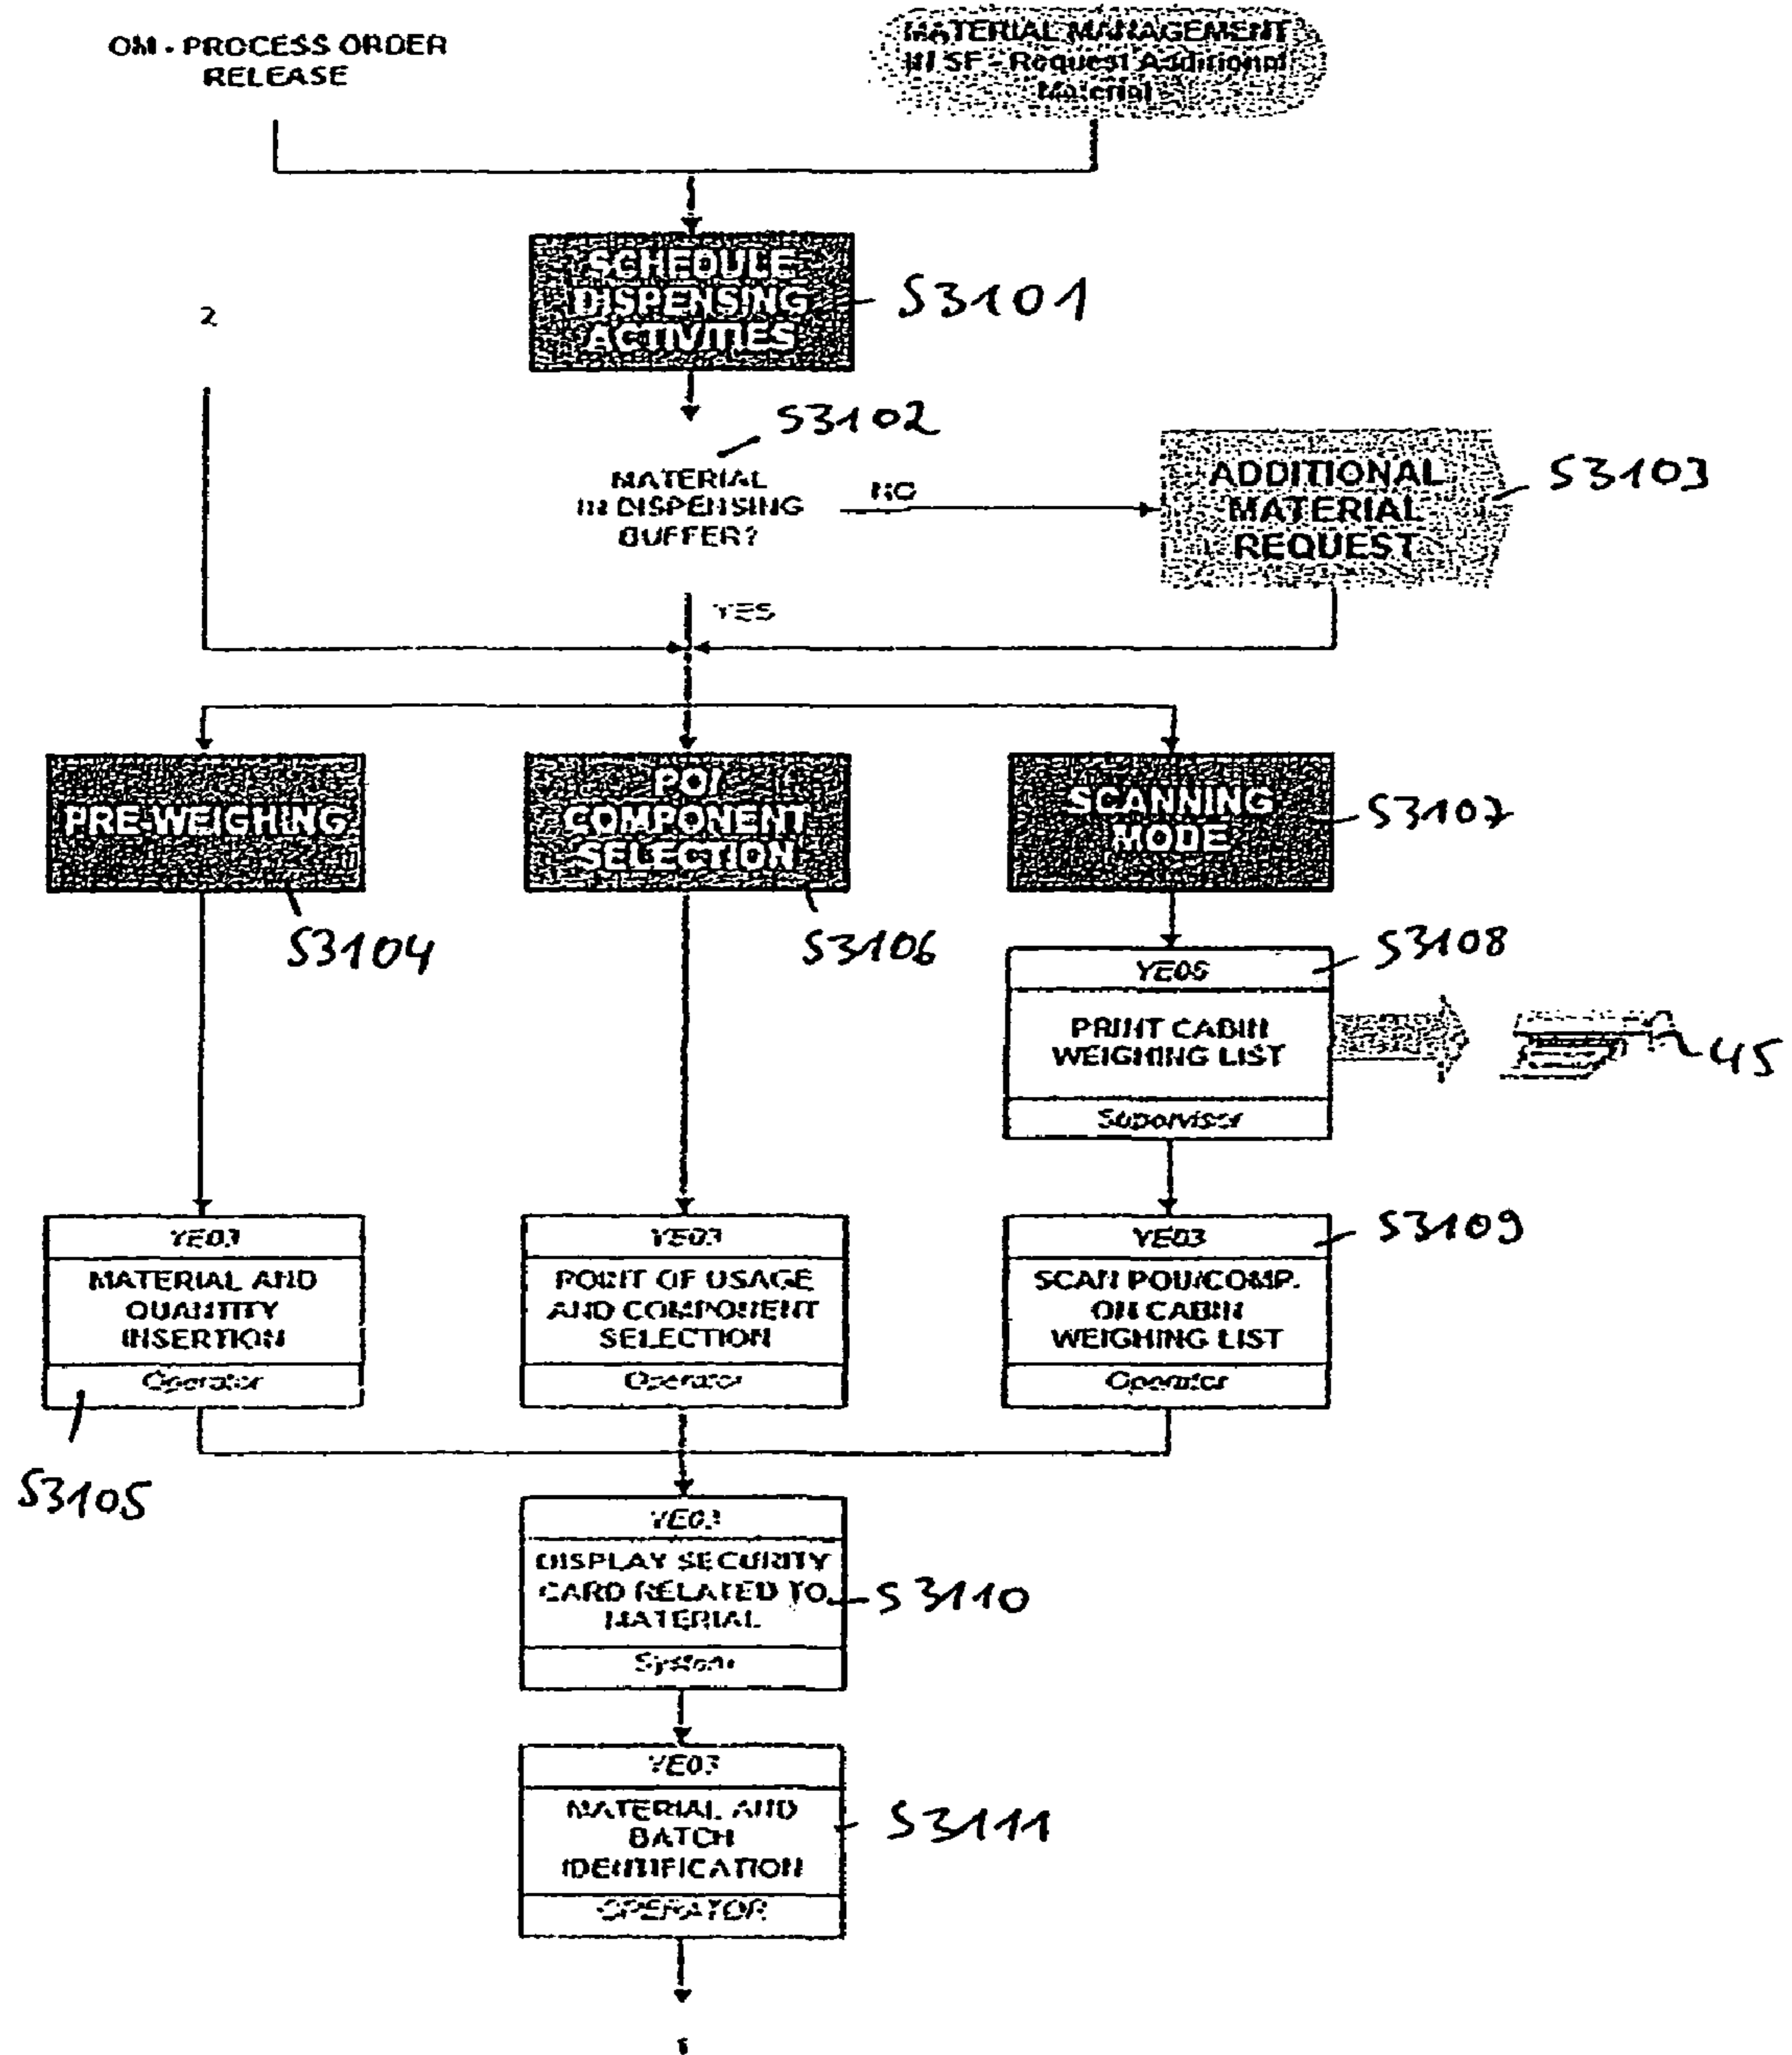 OM - PROCESS ORDER
RELEASE
MATERIAL MANAGEMENT
- Request Additional
Material
SCHEDULE
DISPENSING
ACTIVITIES
S3101
2
S3102
MATERIAL
IN DISPENSING
BUFFER?
NO
ADDITIONAL
MATERIAL
REQUEST
S3103
YES
PRE-WEIGHING
S3104
PO/
COMPONENT
SELECTION
S3106
SCANNING
MODE
S3107
S3108
PRINT CABIN
WEIGHING LIST
Supervisor
45
YE03
MATERIAL AND
QUANTITY
INSERTION
Operator
S3105
YE03
POINT OF USAGE
AND COMPONENT
SELECTION
Operator
YE03
SCAN POU/COMP.
ON CABIN
WEIGHING LIST
Operator
S3109
YE03
DISPLAY SECURITY
CARD RELATED TO
MATERIAL
System
S3110
YE03
MATERIAL AND
BATCH
IDENTIFICATION
OPERATOR
S3111
1